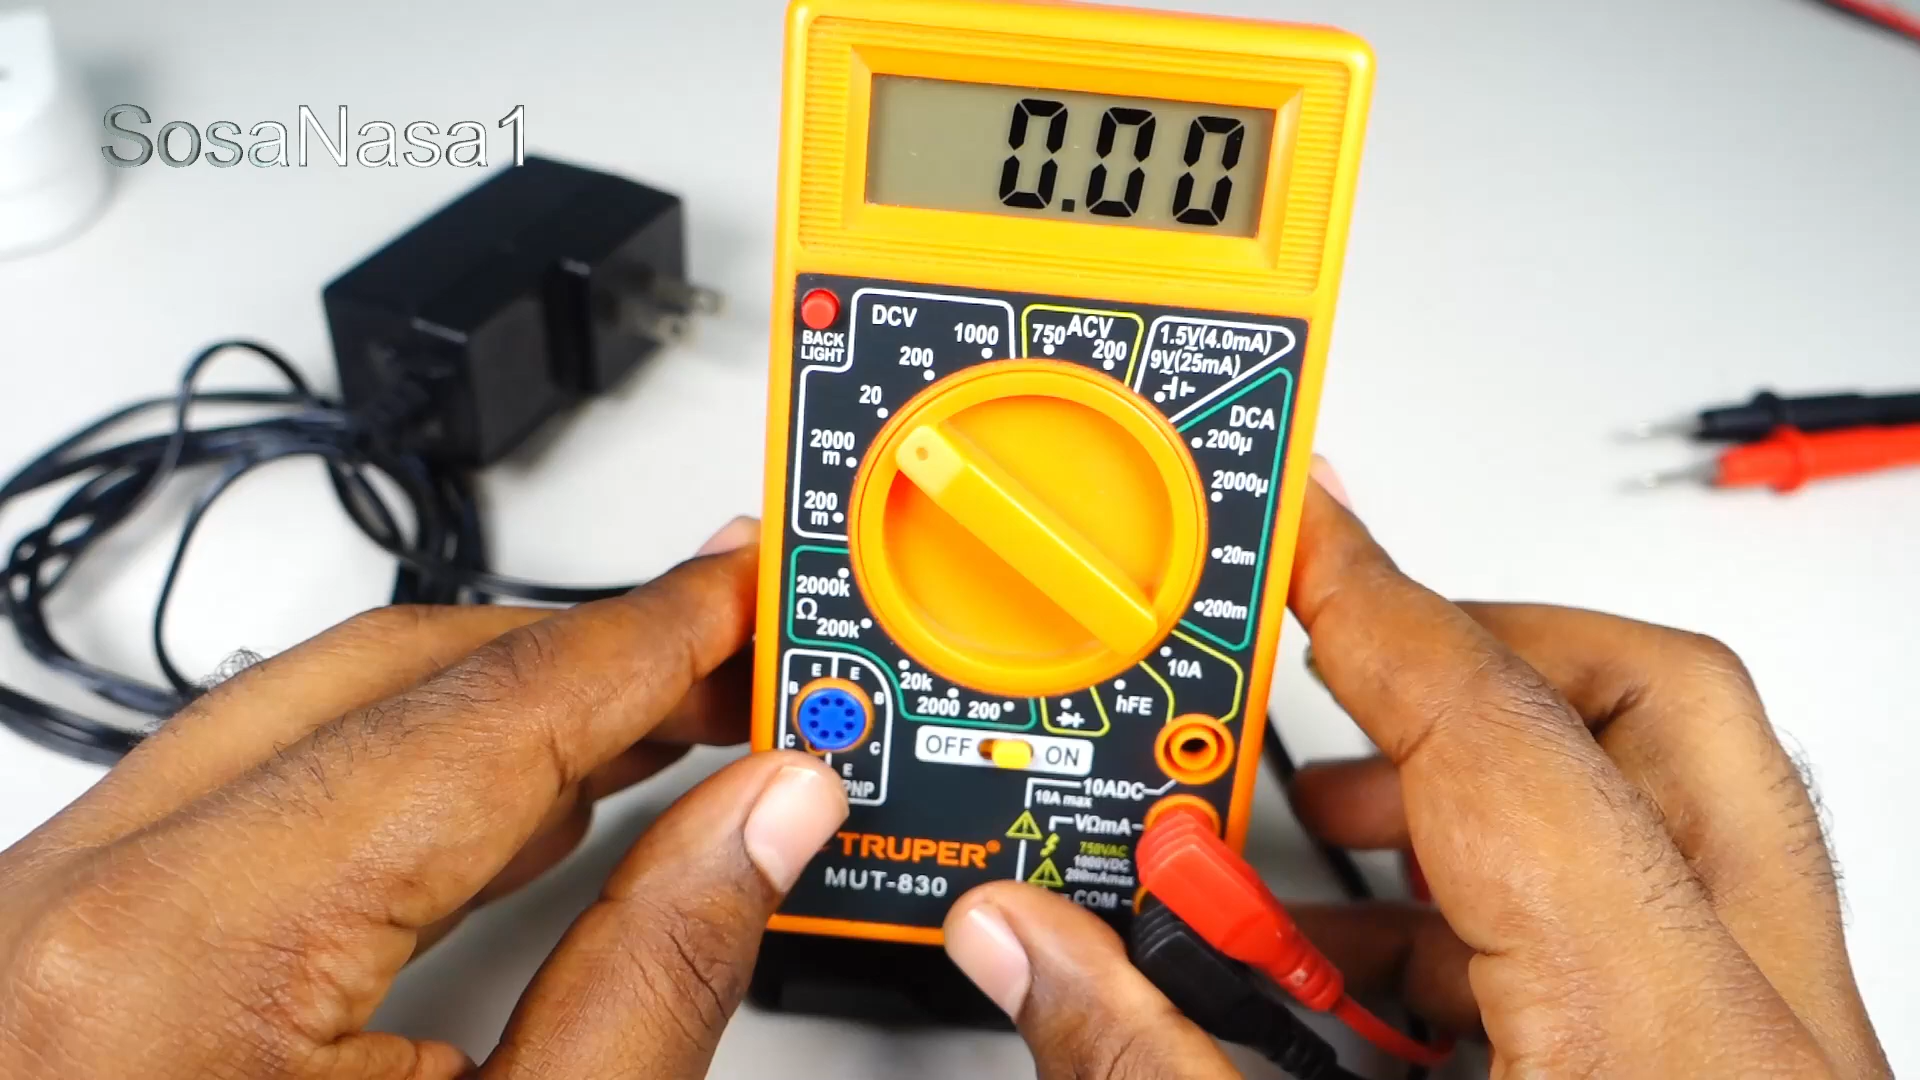 SosaNasa1
0.00
BACK
LIGHT
DCV
1000
200
20
2000
m
200
m
750 ACV
200
1.5V(4.0mA)
9V(25mA)
DCA
200µ
2000µ
20m
200m
10A
hFE
2000k
Ω
200k
20k
2000 200
E E
B B
C C
E
PNP
OFF ON
10ADC
10A max
VΩmA
750VAC
1000VDC
200mAmax
COM
TRUPER®
MUT-830